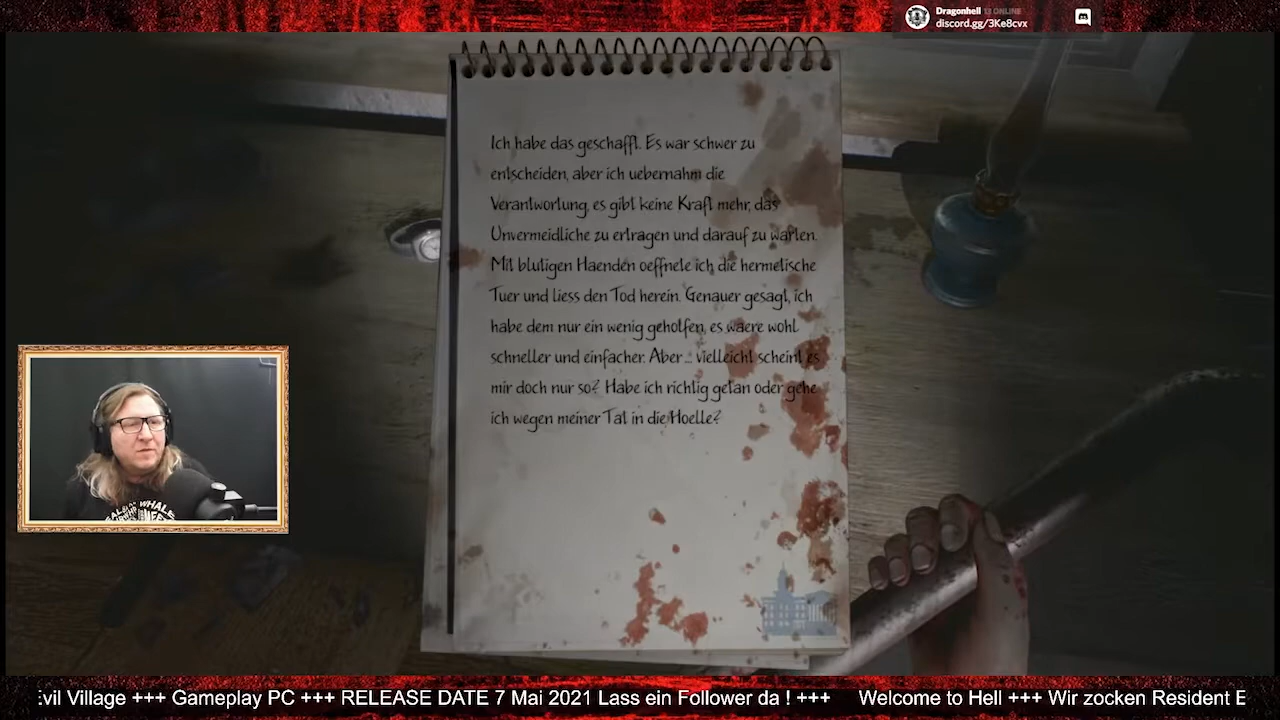 Dragonhell 13 ONLINE
discord.gg/3Ke8cvx
Ich habe das geschafft. Es war schwer zu
entscheiden, aber ich uebernahm die
Verantwortung, es gibt keine Kraft mehr, das
Unvermeidliche zu ertragen und darauf zu warten.
Mit blutigen Haenden oeffnete ich die hermetische
Tuer und liess den Tod herein. Genauer gesagt, ich
habe dem nur ein wenig geholfen, es waere wohl
schneller und einfacher. Aber... vielleicht scheint es
mir doch nur so? Habe ich richtig getan oder gehe
ich wegen meiner Tat in die Hoelle?
WHALE
vil Village +++ Gameplay PC +++ RELEASE DATE 7 Mai 2021 Lass ein Follower da ! +++ Welcome to Hell +++ Wir zocken Resident E